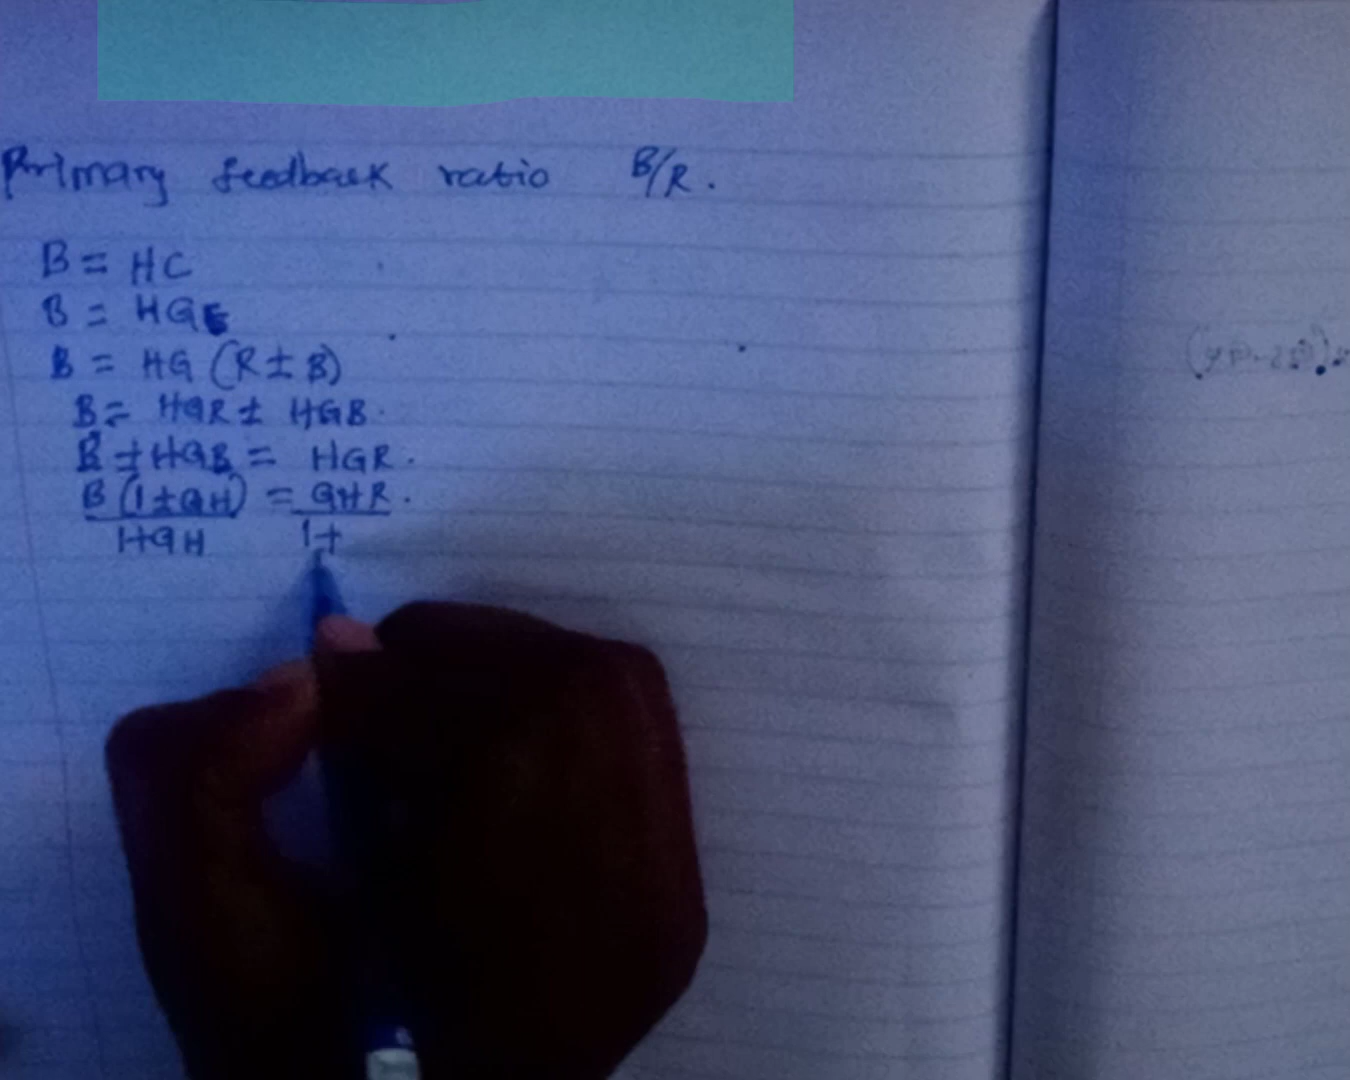 Primary feedback ratio B/R.
B = HC
B = HGE
B = HG (R ± B)
B = HGR ± HGB.
B ± HGB = HGR.
B (1 ± GH) = GHR.
1+GH 1+